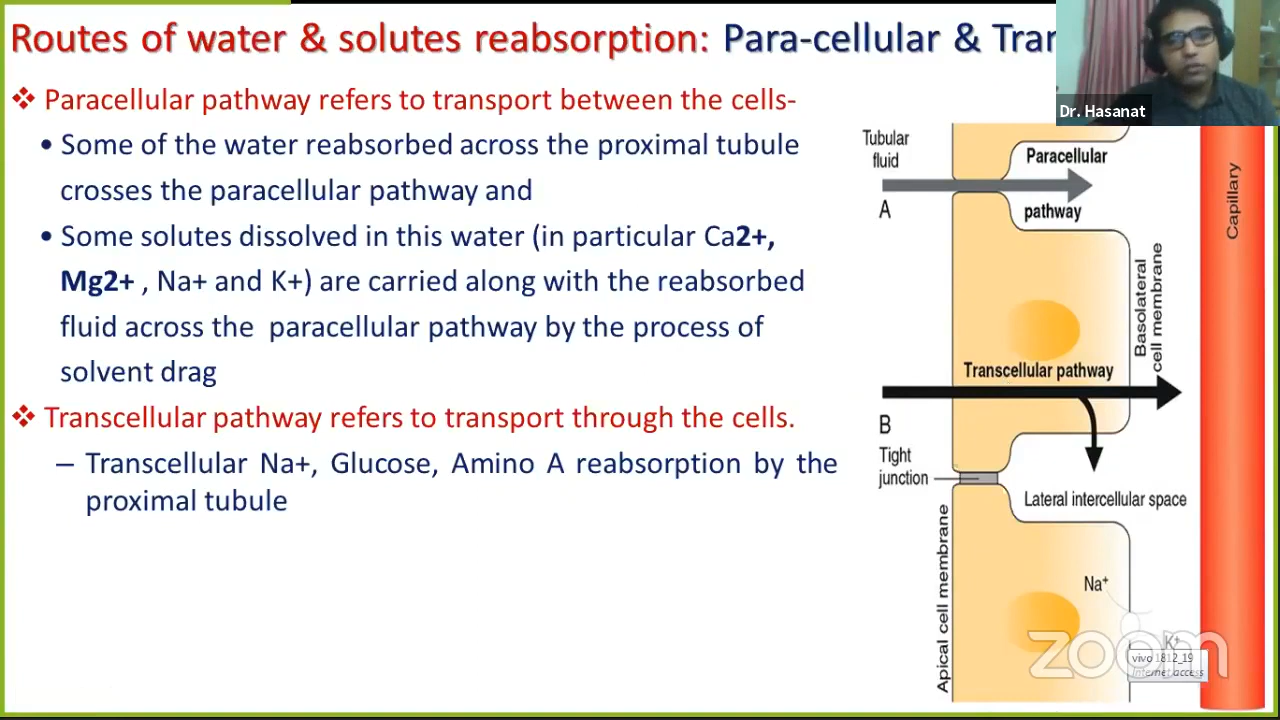 Routes of water & solutes reabsorption: Para-cellular & Tran
Dr. Hasanat
❖ Paracellular pathway refers to transport between the cells-
• Some of the water reabsorbed across the proximal tubule
crosses the paracellular pathway and
• Some solutes dissolved in this water (in particular Ca2+,
Mg2+ , Na+ and K+) are carried along with the reabsorbed
fluid across the paracellular pathway by the process of
solvent drag
❖ Transcellular pathway refers to transport through the cells.
– Transcellular Na+, Glucose, Amino A reabsorption by the
proximal tubule
Tubular
fluid
Paracellular
A
pathway
Capillary
Basolateral
cell membrane
Transcellular pathway
B
Tight
junction
Lateral intercellular space
Apical cell membrane
Na+
K+
zoom
vivo 1812_19
Internet access